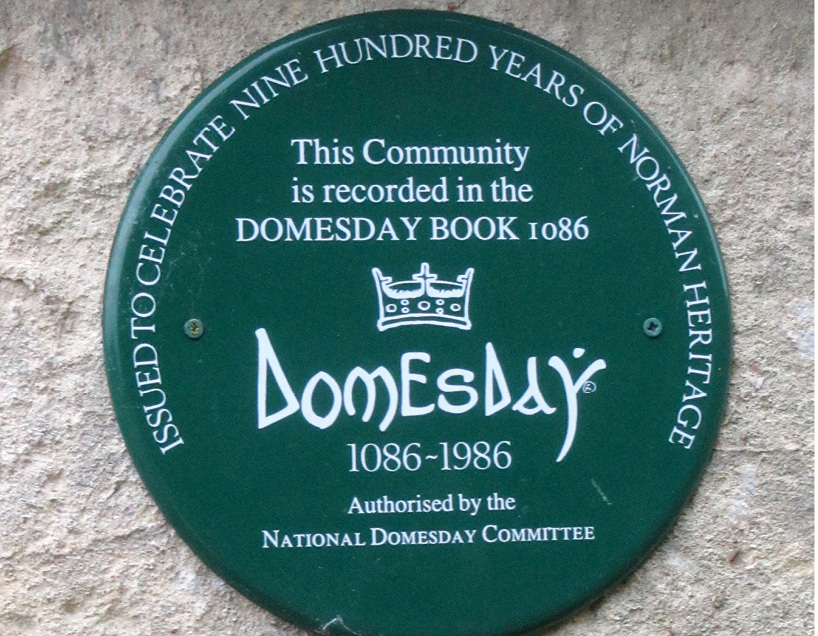 ISSUED TO CELEBRATE NINE HUNDRED YEARS OF NORMAN HERITAGE
This Community
is recorded in the
DOMESDAY BOOK 1086
DOMESDAY®
1086~1986
Authorised by the
NATIONAL DOMESDAY COMMITTEE